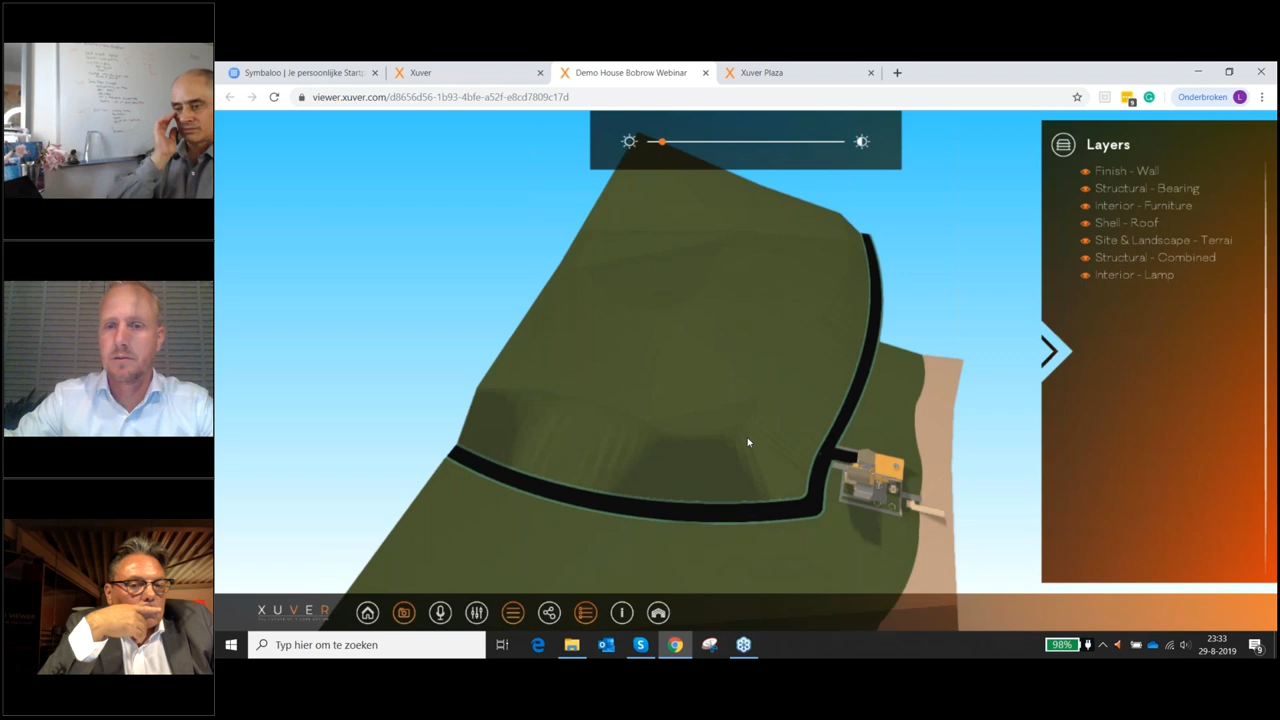 Symbaloo | Je persoonlijke Startp
Xuver
Demo House Bobrow Webinar
Xuver Plaza
viewer.xuver.com/d8656d56-1b93-4bfe-a52f-e8cd7809c17d
9
Onderbroken
L
Layers
Finish - Wall
Structural - Bearing
Interior - Furniture
Shell - Roof
Site & Landscape - Terrai
Structural - Combined
Interior - Lamp
XUVER
Typ hier om te zoeken
98%
23:33
29-8-2019
9